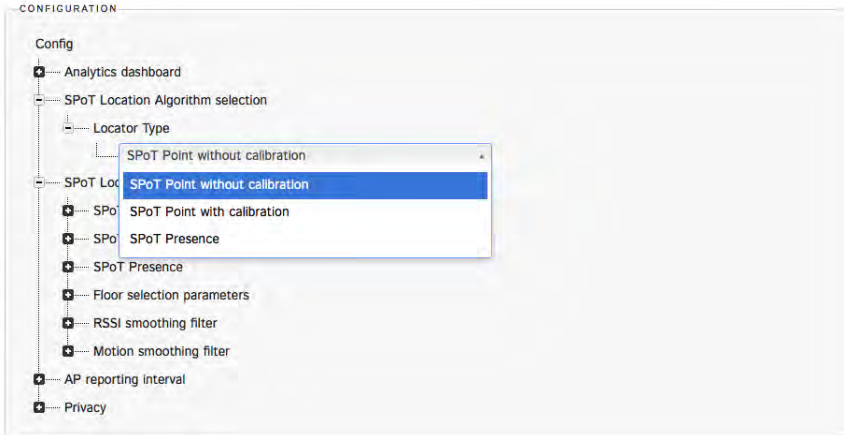 CONFIGURATION
Config
Analytics dashboard
SPoT Location Algorithm selection
Locator Type
SPoT Point without calibration
SPoT Loc
SPoT Point without calibration
SPo
SPoT Point with calibration
SPo
SPoT Presence
SPoT Presence
Floor selection parameters
RSSI smoothing filter
Motion smoothing filter
AP reporting interval
Privacy